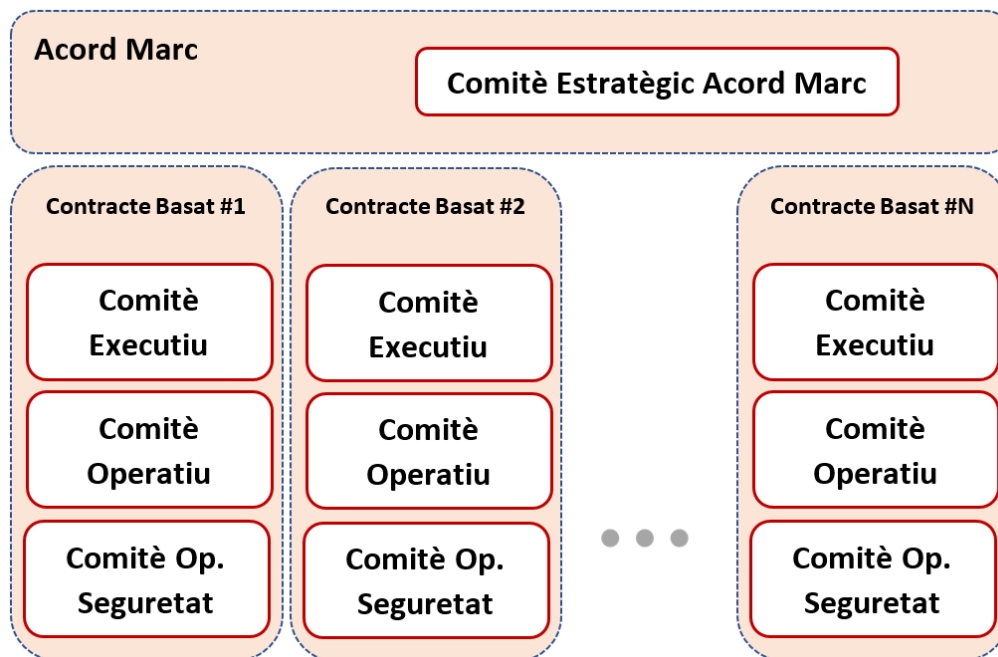 Acord Marc
Comitè Estratègic Acord Marc
Contracte Basat #1
Comitè
Executiu
Comitè
Operatiu
Comitè Op.
Seguretat
Contracte Basat #2
Comitè
Executiu
Comitè
Operatiu
Comitè Op.
Seguretat
Contracte Basat #N
Comitè
Executiu
Comitè
Operatiu
Comitè Op.
Seguretat